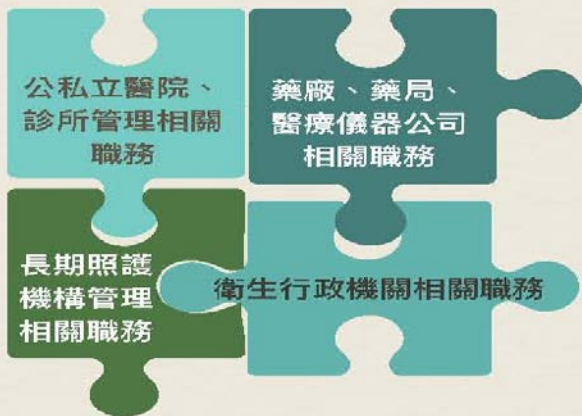 公私立醫院、
診所管理相關
職務
藥廠、藥局、
醫療儀器公司
相關職務
長期照護
機構管理
相關職務
衛生行政機關相關職務